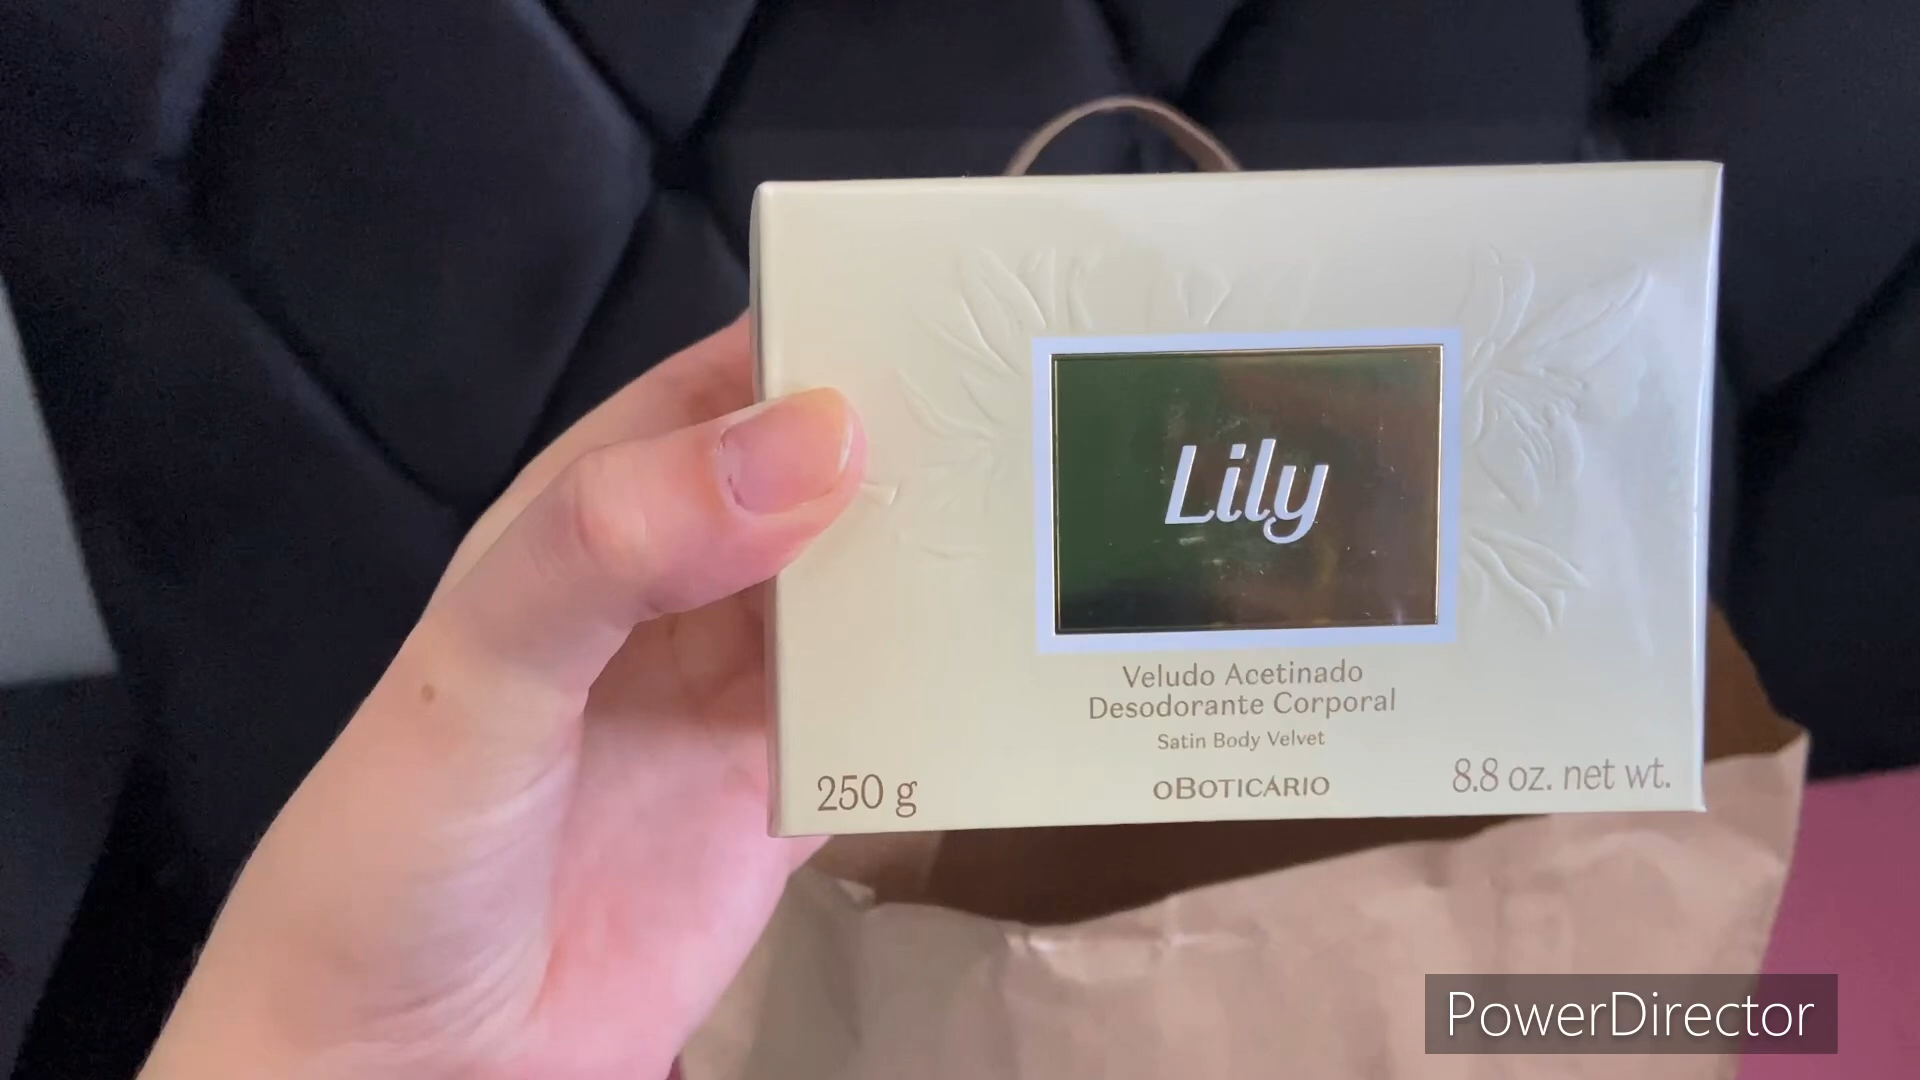 Lily
Veludo Acetinado
Desodorante Corporal
Satin Body Velvet
250 g
oBOTICÁRIO
8.8 oz. net wt.
PowerDirector